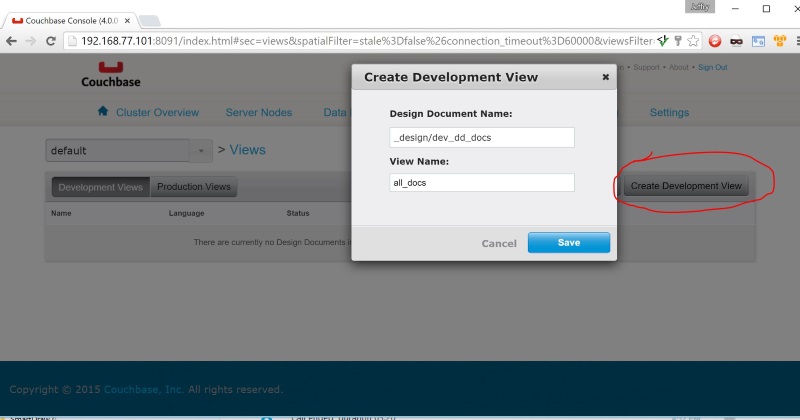 Jeffry
Couchbase Console (4.0.0
192.168.77.101:8091/index.html#sec=views&spatialFilter=stale%3Dfalse%26connection_timeout%3D60000&viewsFilter
Couchbase
Support • About • Sign Out
Create Development View
Cluster Overview Server Nodes Data Settings
Design Document Name:
_design/dev_dd_docs
default > Views
View Name:
all_docs
Development Views Production Views Create Development View
Name Language Status
There are currently no Design Documents
Cancel Save
Copyright © 2015 Couchbase, Inc. All rights reserved.